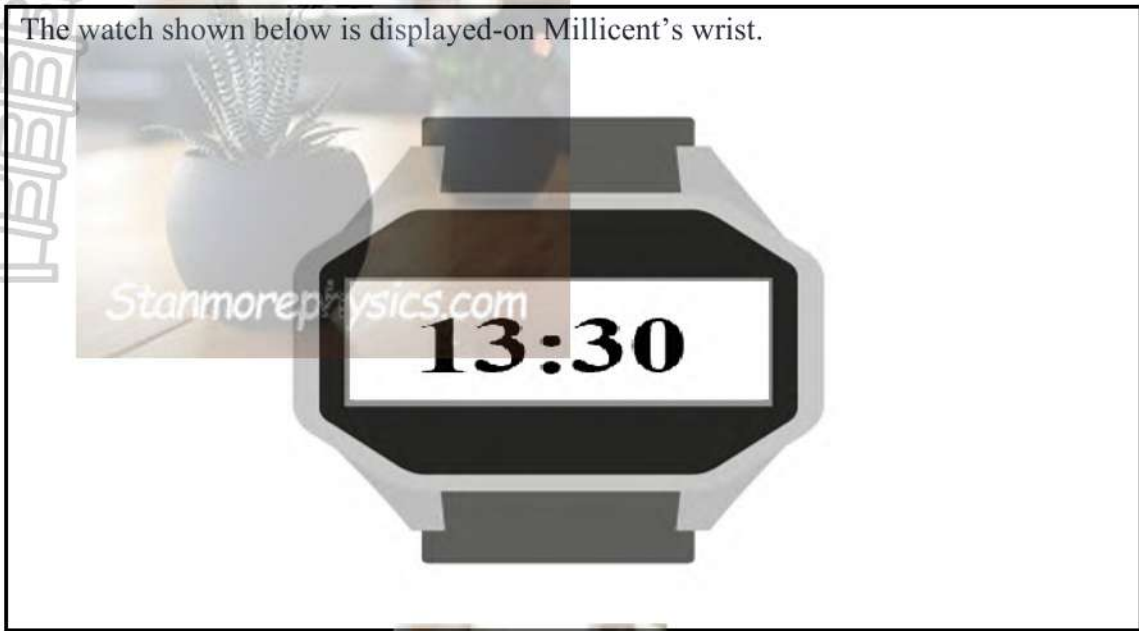 The watch shown below is displayed-on Millicent's wrist.
Stanmorephysics.com
13:30